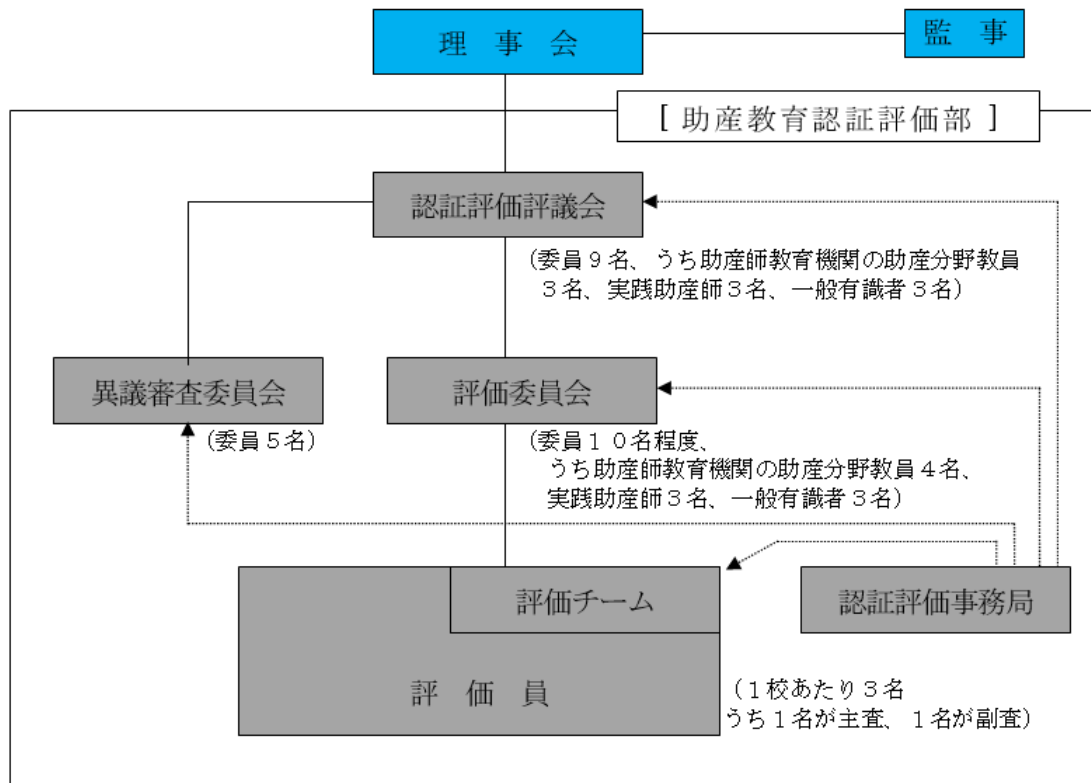 理 事 会
監 事
[ 助産教育認証評価部 ]
認証評価評議会
(委員９名、うち助産師教育機関の助産分野教員
３名、実践助産師３名、一般有識者３名)
異議審査委員会
評価委員会
(委員５名)
(委員１０名程度、
うち助産師教育機関の助産分野教員４名、
実践助産師３名、一般有識者３名)
評価チーム
認証評価事務局
評 価 員
(１校あたり３名
うち１名が主査、１名が副査)